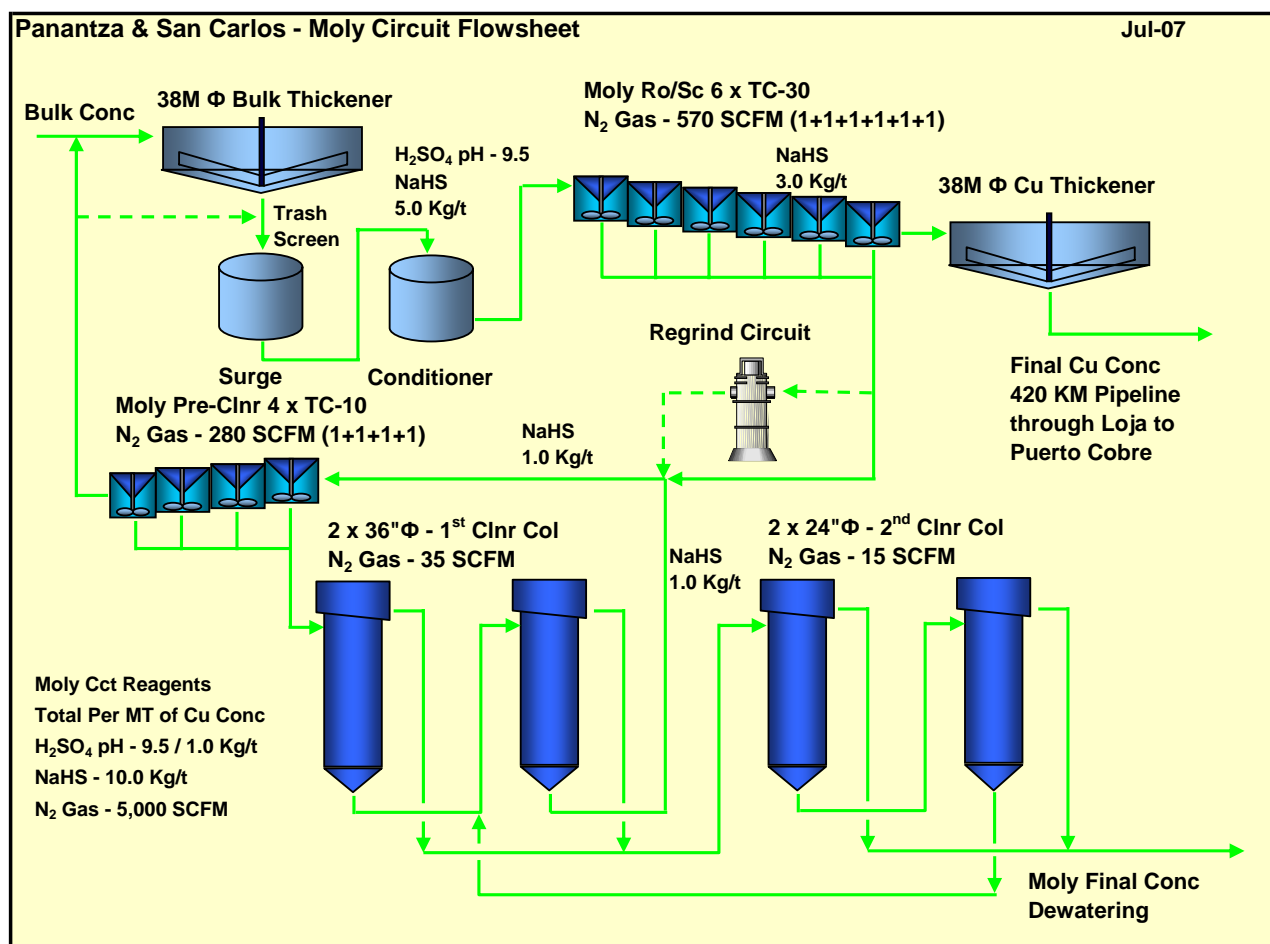 Panantza & San Carlos - Moly Circuit Flowsheet
Jul-07
Bulk Conc
38M Φ Bulk Thickener
Moly Ro/Sc 6 x TC-30
N₂ Gas - 570 SCFM (1+1+1+1+1+1)
H₂SO₄ pH - 9.5
NaHS
5.0 Kg/t
NaHS
3.0 Kg/t
38M Φ Cu Thickener
Trash
Screen
Regrind Circuit
Surge
Conditioner
Final Cu Conc
420 KM Pipeline
through Loja to
Puerto Cobre
Moly Pre-Clnr 4 x TC-10
N₂ Gas - 280 SCFM (1+1+1+1)
NaHS
1.0 Kg/t
2 x 36"Φ - 1st Clnr Col
N₂ Gas - 35 SCFM
NaHS
1.0 Kg/t
2 x 24"Φ - 2nd Clnr Col
N₂ Gas - 15 SCFM
Moly Cct Reagents
Total Per MT of Cu Conc
H₂SO₄ pH - 9.5 / 1.0 Kg/t
NaHS - 10.0 Kg/t
N₂ Gas - 5,000 SCFM
Moly Final Conc
Dewatering